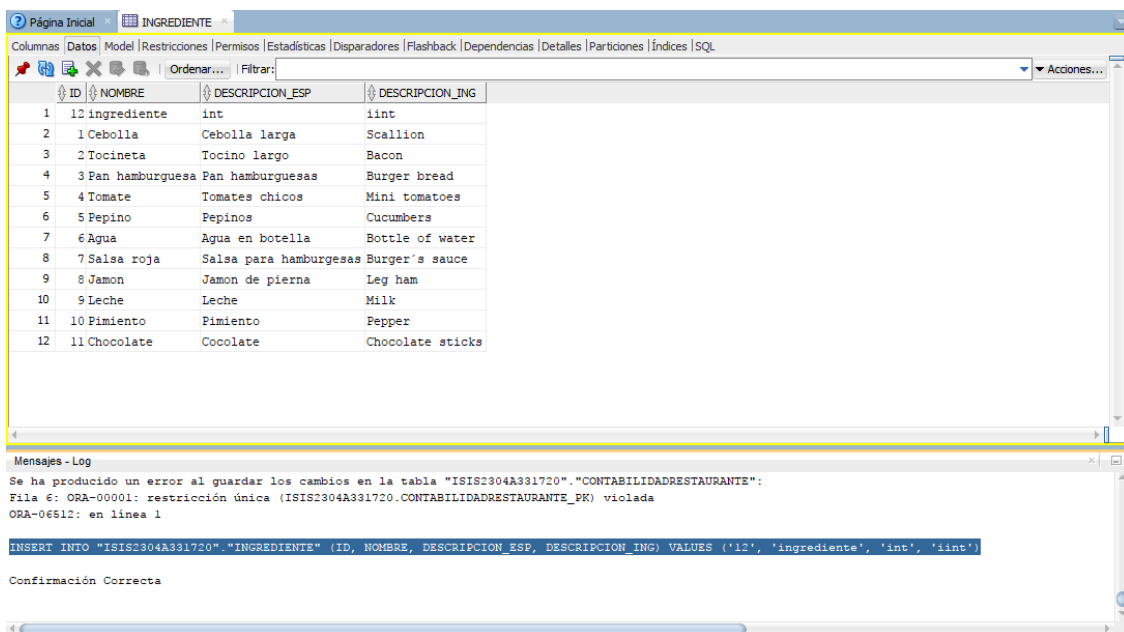 Página Inicial INGREDIENTE
Columnas Datos Model Restricciones Permisos Estadísticas Disparadores Flashback Dependencias Detalles Particiones Índices SQL
Ordenar... Filtrar: Acciones...
ID NOMBRE DESCRIPCION_ESP DESCRIPCION_ING
1 12 ingrediente int iint
2 1 Cebolla Cebolla larga Scallion
3 2 Tocineta Tocino largo Bacon
4 3 Pan hamburguesa Pan hamburguesas Burger bread
5 4 Tomate Tomates chicos Mini tomatoes
6 5 Pepino Pepinos Cucumbers
7 6 Agua Agua en botella Bottle of water
8 7 Salsa roja Salsa para hamburgesas Burger´s sauce
9 8 Jamon Jamon de pierna Leg ham
10 9 Leche Leche Milk
11 10 Pimiento Pimiento Pepper
12 11 Chocolate Cocolate Chocolate sticks
Mensajes - Log
Se ha producido un error al guardar los cambios en la tabla "ISIS2304A331720"."CONTABILIDADRESTAURANTE":
Fila 6: ORA-00001: restricción única (ISIS2304A331720.CONTABILIDADRESTAURANTE_PK) violada
ORA-06512: en línea 1
INSERT INTO "ISIS2304A331720"."INGREDIENTE" (ID, NOMBRE, DESCRIPCION_ESP, DESCRIPCION_ING) VALUES ('12', 'ingrediente', 'int', 'iint')
Confirmación Correcta